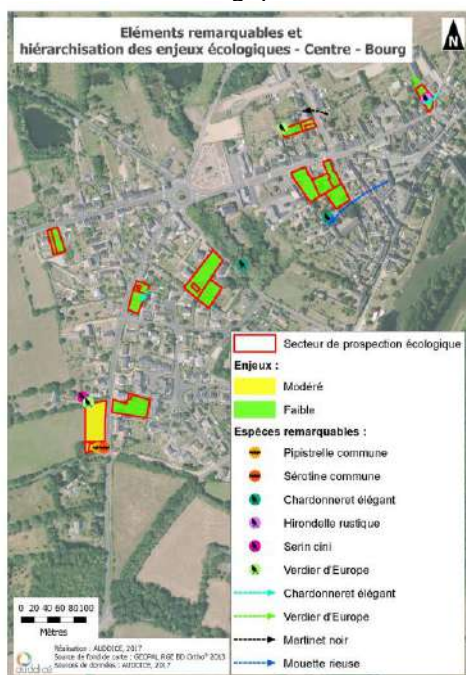 Eléments remarquables et
hiérarchisation des enjeux écologiques - Centre - Bourg
N
Secteur de prospection écologique
Enjeux :
Modéré
Faible
Espèces remarquables :
Pipistrelle commune
Sérotine commune
Chardonneret élégant
Hirondelle rustique
Serin cini
Verdier d'Europe
Chardonneret élégant
Verdier d'Europe
Martinet noir
Mouette rieuse
0 20 40 60 80 100
Mètres
Réalisation : AUDDICE, 2017
Source de fond de carte : GEOPAL RGE BD Ortho® 2013
Sources de données : AUDDICE, 2017
auddicé